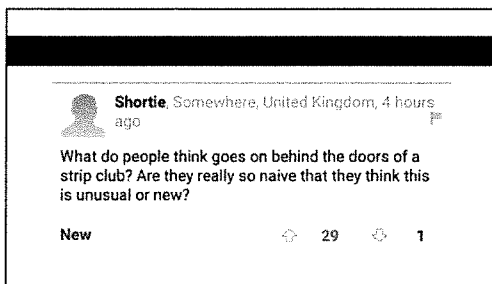 Shortie, Somewhere, United Kingdom, 4 hours
ago
What do people think goes on behind the doors of a
strip club? Are they really so naive that they think this
is unusual or new?
New 29 1